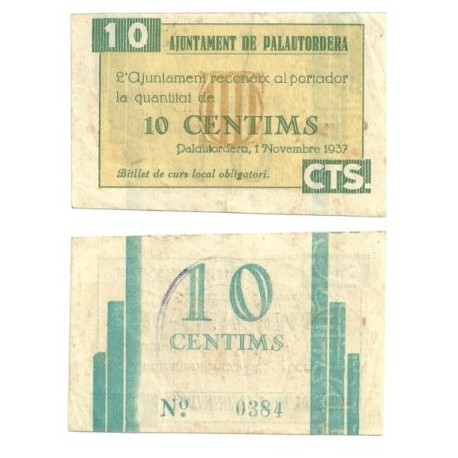 10 AJUNTAMENT DE PALAUTORDERA
L'Ajuntament reconeix al portador
la quantitat de
10 CENTIMS
Palautordera, 1 Novembre 1937
Bitllet de curs local obligatori.
CTS.
10
CENTIMS
Nº 0384